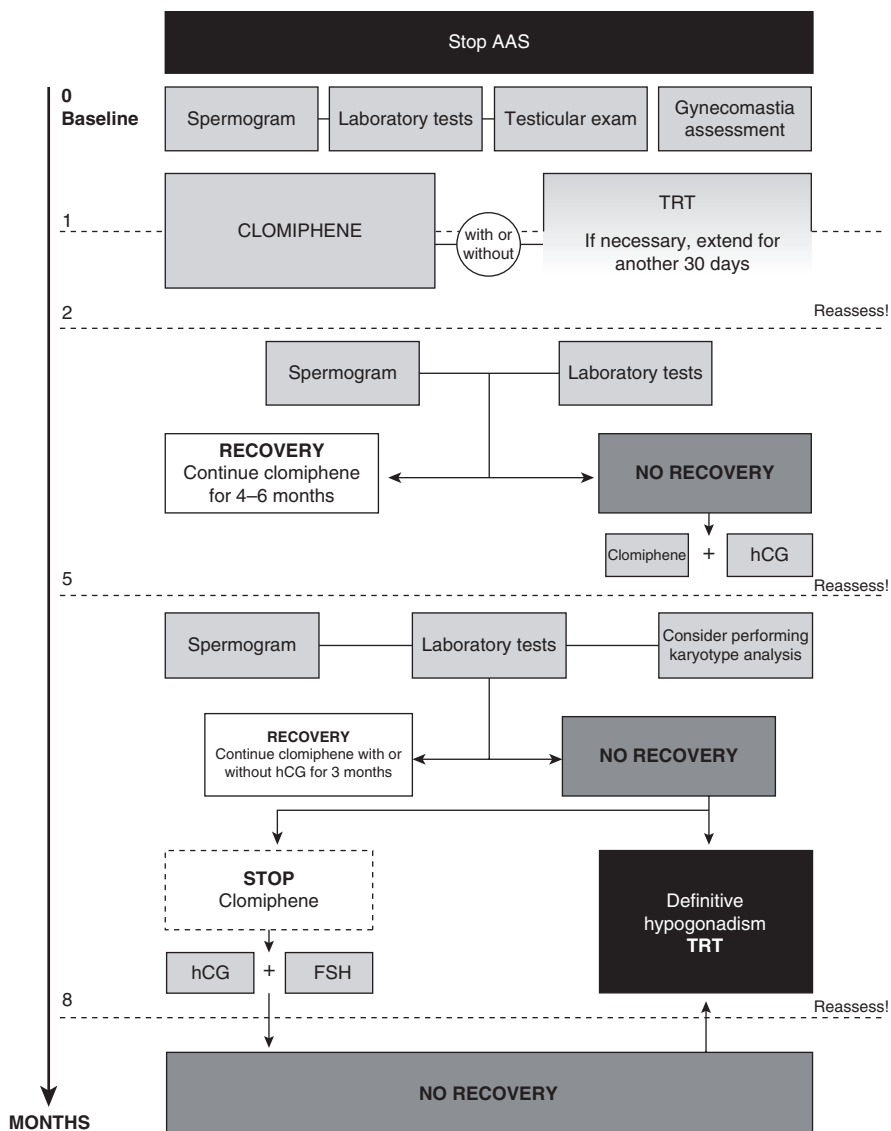 Stop AAS
0
Baseline
Spermogram
Laboratory tests
Testicular exam
Gynecomastia
assessment
1
CLOMIPHENE
with or
without
TRT
If necessary, extend for
another 30 days
2
Reassess!
Spermogram
Laboratory tests
RECOVERY
Continue clomiphene
for 4–6 months
NO RECOVERY
Clomiphene
+
hCG
5
Reassess!
Spermogram
Laboratory tests
Consider performing
karyotype analysis
RECOVERY
Continue clomiphene with or
without hCG for 3 months
NO RECOVERY
STOP
Clomiphene
Definitive
hypogonadism
TRT
hCG
+
FSH
8
Reassess!
NO RECOVERY
MONTHS